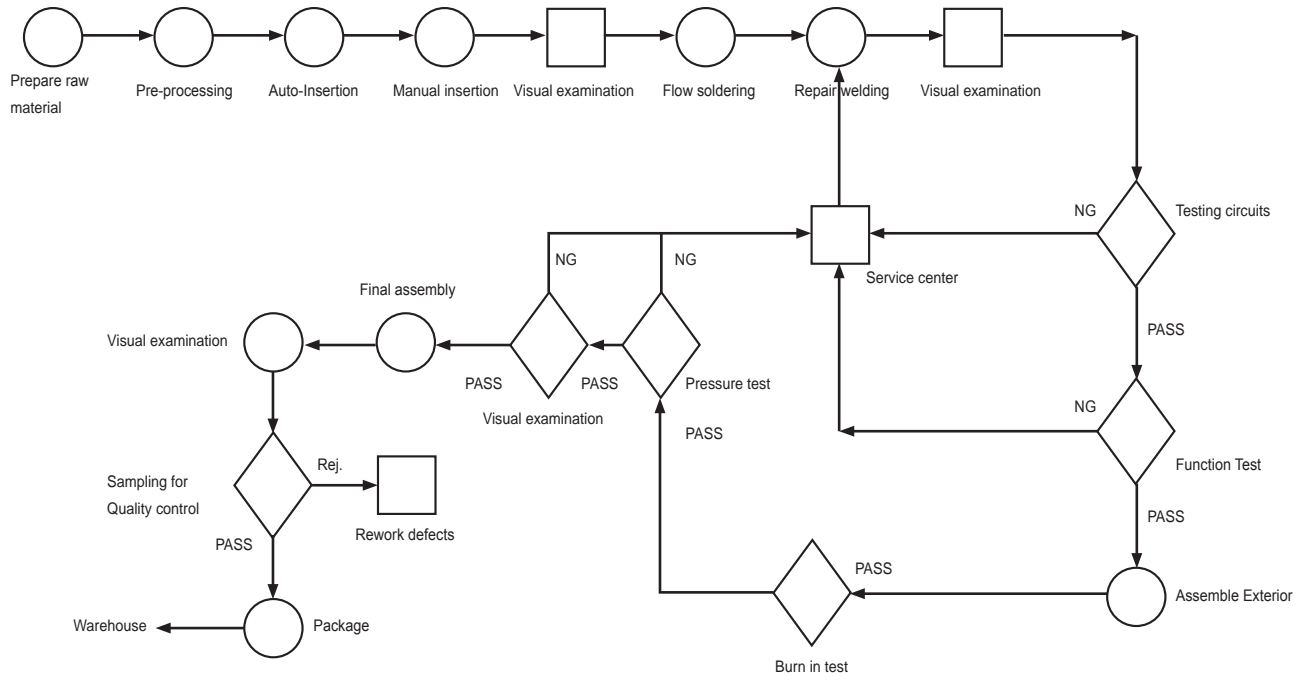 Prepare raw
material
Pre-processing
Auto-Insertion
Manual insertion
Visual examination
Flow soldering
Repair welding
Visual examination
NG
Testing circuits
NG
NG
Service center
Final assembly
PASS
Visual examination
PASS
PASS
Pressure test
NG
Visual examination
PASS
Function Test
Rej.
Sampling for
Quality control
PASS
Rework defects
PASS
PASS
Assemble Exterior
Warehouse
Package
Burn in test